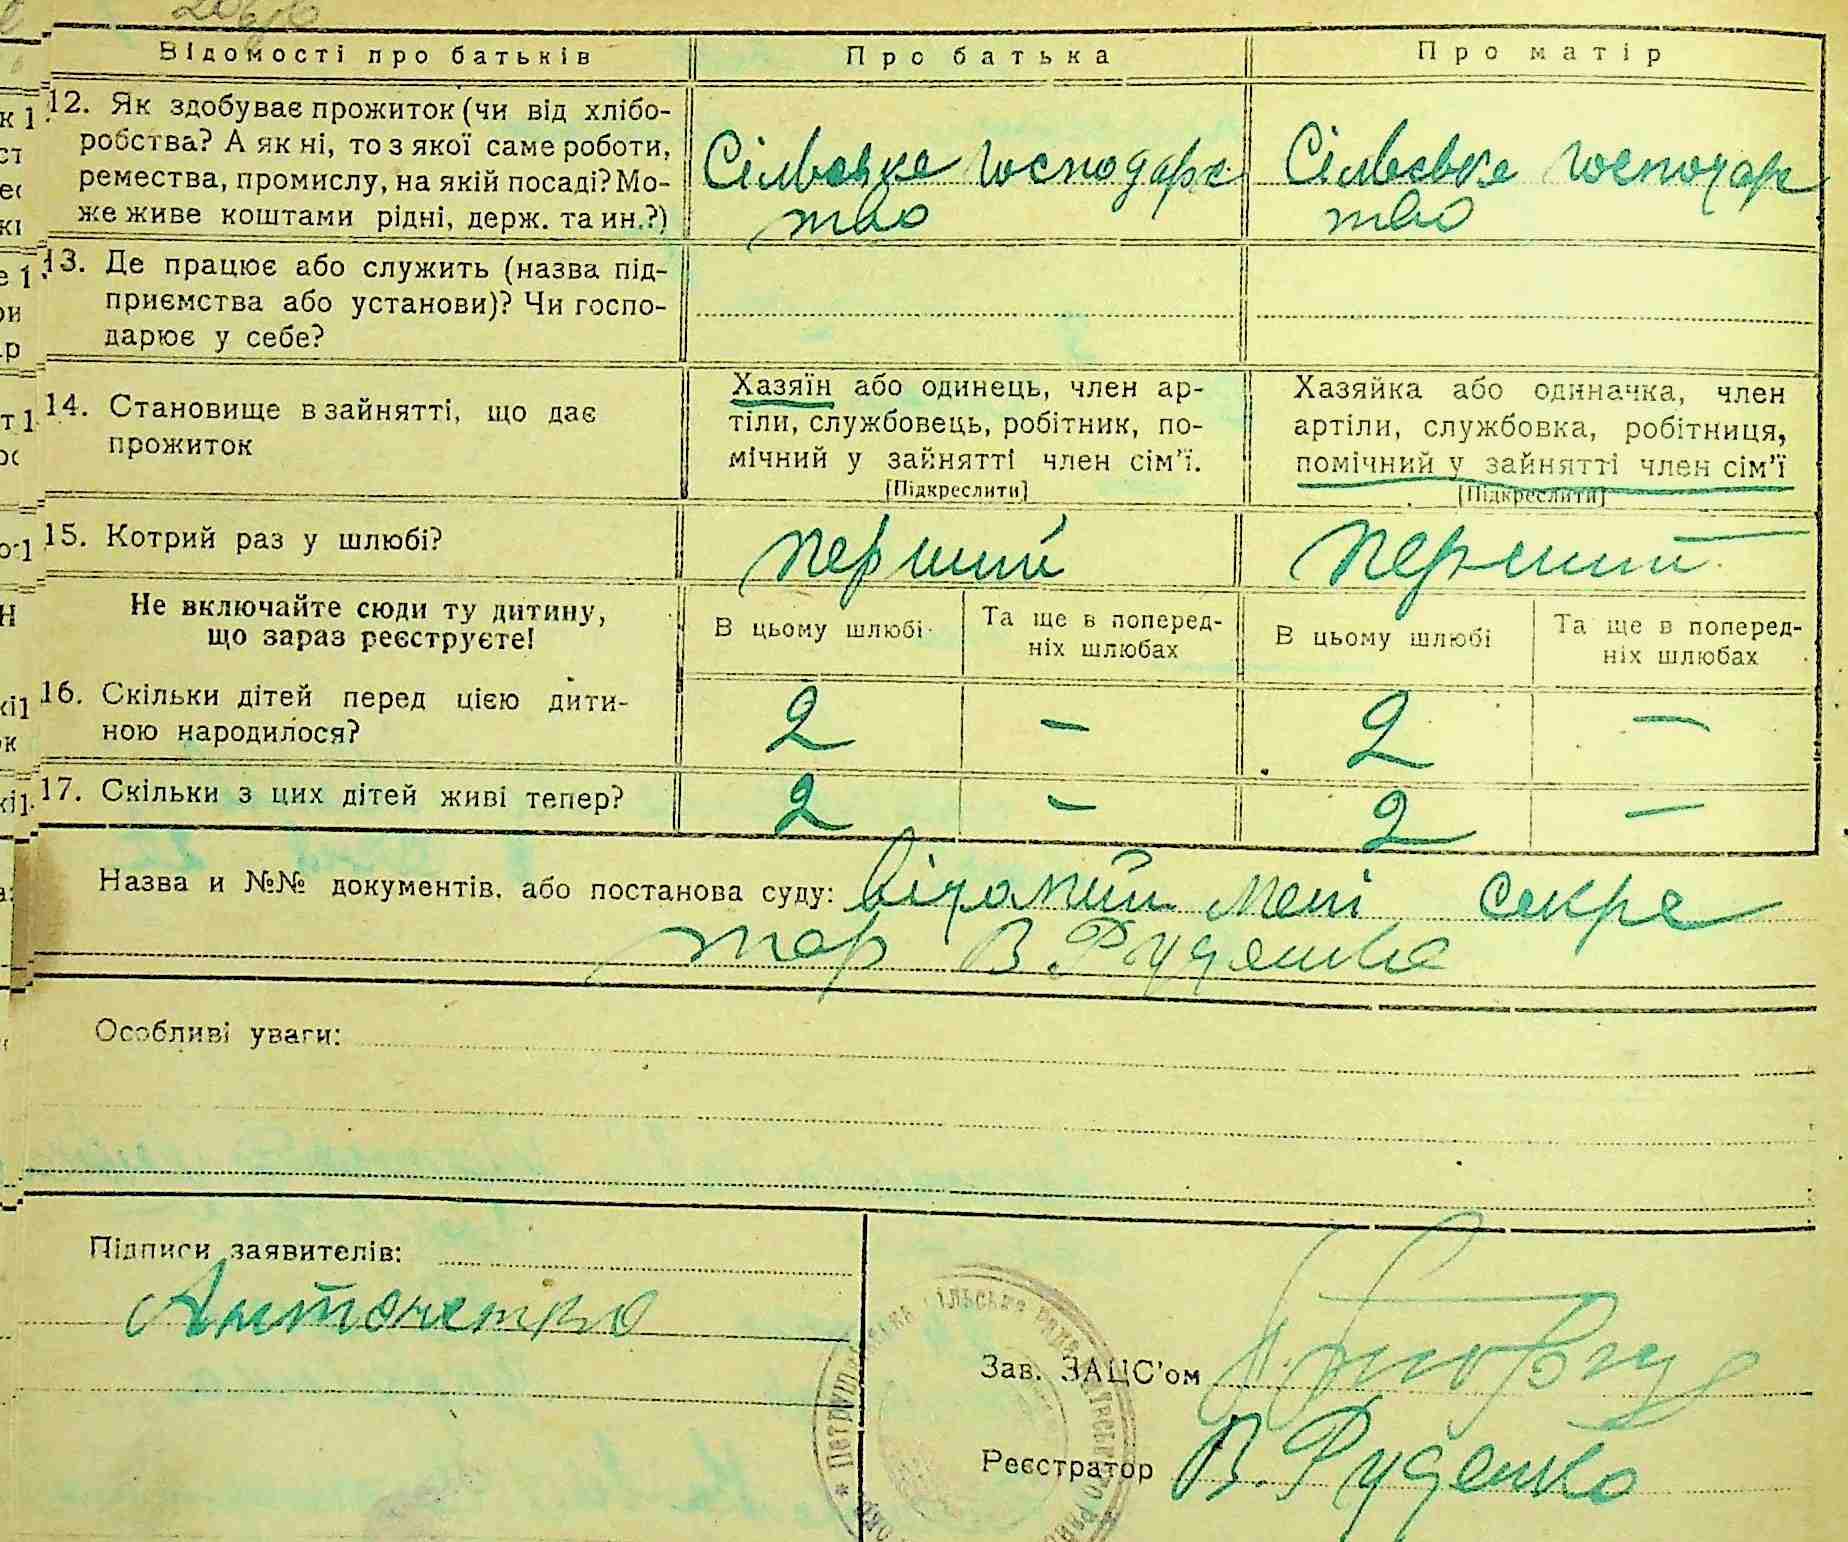 Відомості про батьків Про батька Про матір
12. Як здобуває прожиток (чи від хлібо-
робства? А як ні, то з якої саме роботи,
ремества, промислу, на якій посаді? Мо-
же живе коштами рідні, держ. та ин.?)
Сільське господарс
тво
Сільське господарс
тво
13. Де працює або служить (назва під-
приємства або установи)? Чи госпо-
дарює у себе?
14. Становище в зайнятті, що дає
прожиток
Хазяїн або одинець, член ар-
тіли, службовець, робітник, по-
мічний у зайнятті член сім'ї.
[Підкреслити]
Хазяйка або одиначка, член
артіли, службовка, робітниця,
помічний у зайнятті член сім'ї
[Підкреслити]
15. Котрий раз у шлюбі? перший перший
Не включайте сюди ту дитину,
що зараз реєструєте!
В цьому шлюбі
Та ще в поперед-
ніх шлюбах
В цьому шлюбі
Та ще в поперед-
ніх шлюбах
16. Скільки дітей перед цією дити-
ною народилося?
2 – 2 –
17. Скільки з цих дітей живі тепер? 2 – 2 –
Назва и №№ документів, або постанова суду: відомий мені секре
тар В. Руденко
Особливі уваги:
Підписи заявителів:
Антоненко
Зав. ЗАЦС'ом
Реєстратор В. Руденко